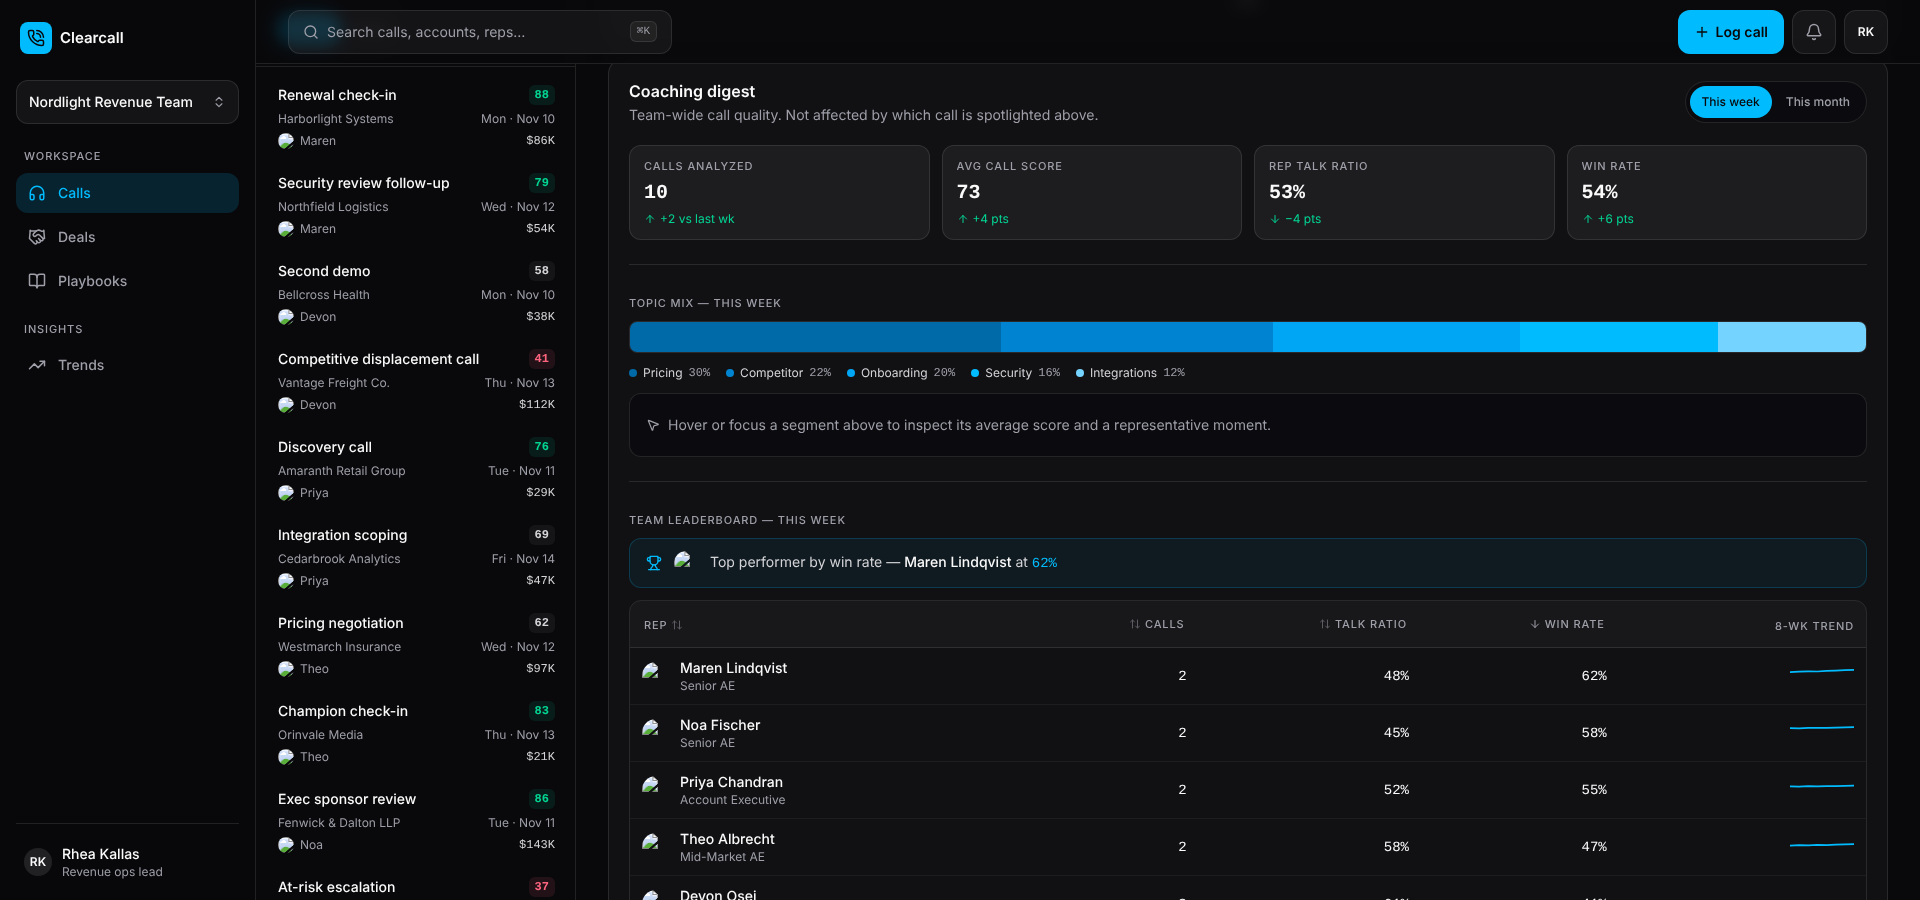 Clearcall
Search calls, accounts, reps...
⌘K
+ Log call
RK
Nordlight Revenue Team
WORKSPACE
Calls
Deals
Playbooks
INSIGHTS
Trends
RK
Rhea Kallas
Revenue ops lead
Renewal check-in 88
Harborlight Systems Mon · Nov 10
Maren $86K
Security review follow-up 79
Northfield Logistics Wed · Nov 12
Maren $54K
Second demo 58
Bellcross Health Mon · Nov 10
Devon $38K
Competitive displacement call 41
Vantage Freight Co. Thu · Nov 13
Devon $112K
Discovery call 76
Amaranth Retail Group Tue · Nov 11
Priya $29K
Integration scoping 69
Cedarbrook Analytics Fri · Nov 14
Priya $47K
Pricing negotiation 62
Westmarch Insurance Wed · Nov 12
Theo $97K
Champion check-in 83
Orinvale Media Thu · Nov 13
Theo $21K
Exec sponsor review 86
Fenwick & Dalton LLP Tue · Nov 11
Noa $143K
At-risk escalation 37
Coaching digest
Team-wide call quality. Not affected by which call is spotlighted above.
This week This month
CALLS ANALYZED
10
↑ +2 vs last wk
AVG CALL SCORE
73
↑ +4 pts
REP TALK RATIO
53%
↓ −4 pts
WIN RATE
54%
↑ +6 pts
TOPIC MIX — THIS WEEK
Pricing 30% Competitor 22% Onboarding 20% Security 16% Integrations 12%
Hover or focus a segment above to inspect its average score and a representative moment.
TEAM LEADERBOARD — THIS WEEK
Top performer by win rate — Maren Lindqvist at 62%
REP ↑↓ ↑↓ CALLS ↑↓ TALK RATIO ↓ WIN RATE 8-WK TREND
Maren Lindqvist
Senior AE
2 48% 62%
Noa Fischer
Senior AE
2 45% 58%
Priya Chandran
Account Executive
2 52% 55%
Theo Albrecht
Mid-Market AE
2 58% 47%
Devon Osei